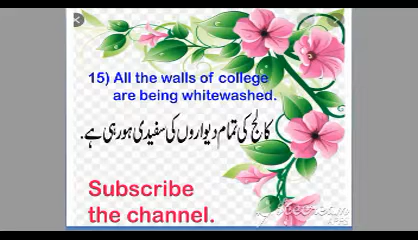 15) All the walls of college
are being whitewashed.
کالج کی تمام دیواروں کی سفیدی ہو رہی ہے.
Subscribe
the channel.